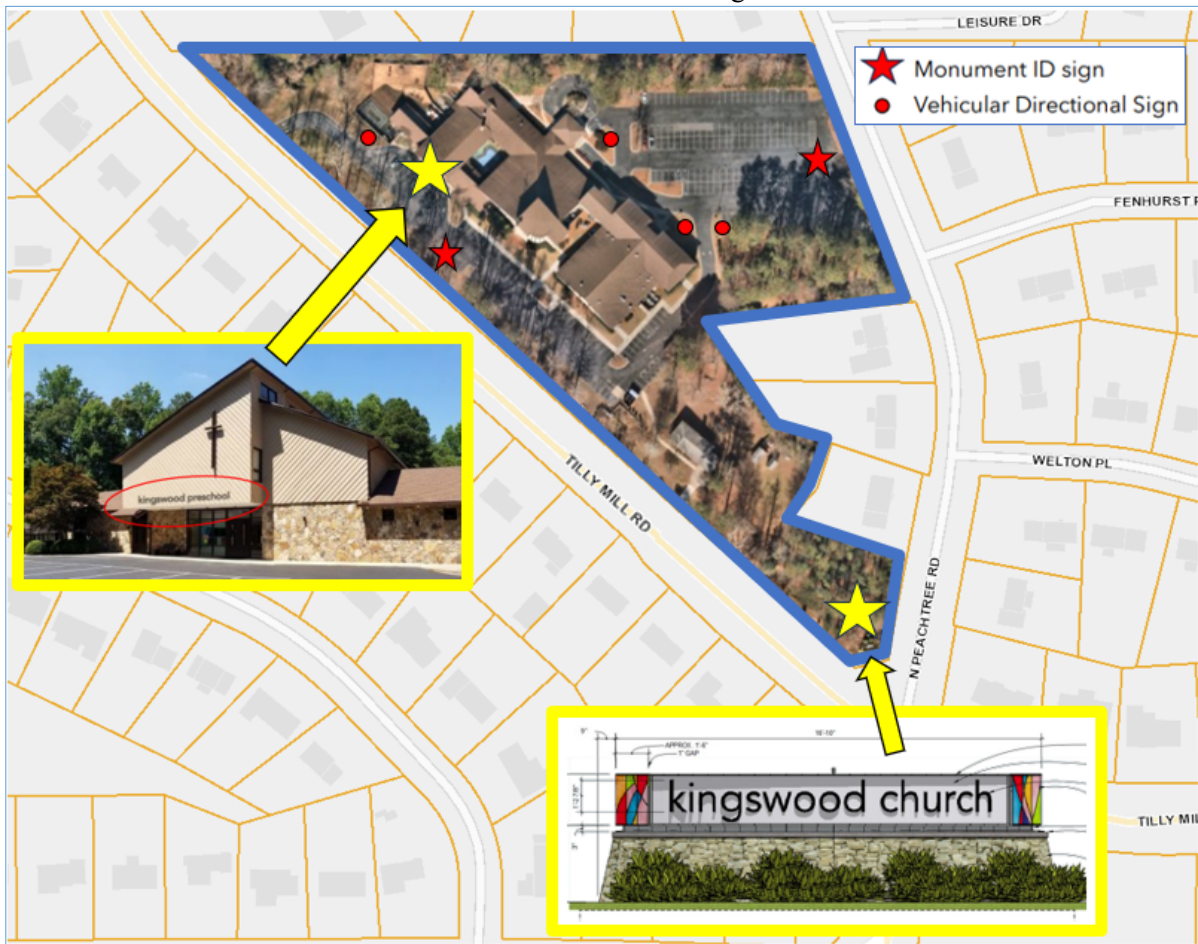 LEISURE DR
Monument ID sign
Vehicular Directional Sign
FENHURST P
WELTON PL
TILLY MILL RD
kingswood preschool
N PEACHTREE RD
16'-10"
APPROX. 1'-6"
1" GAP
kingswood church
TILLY MIL